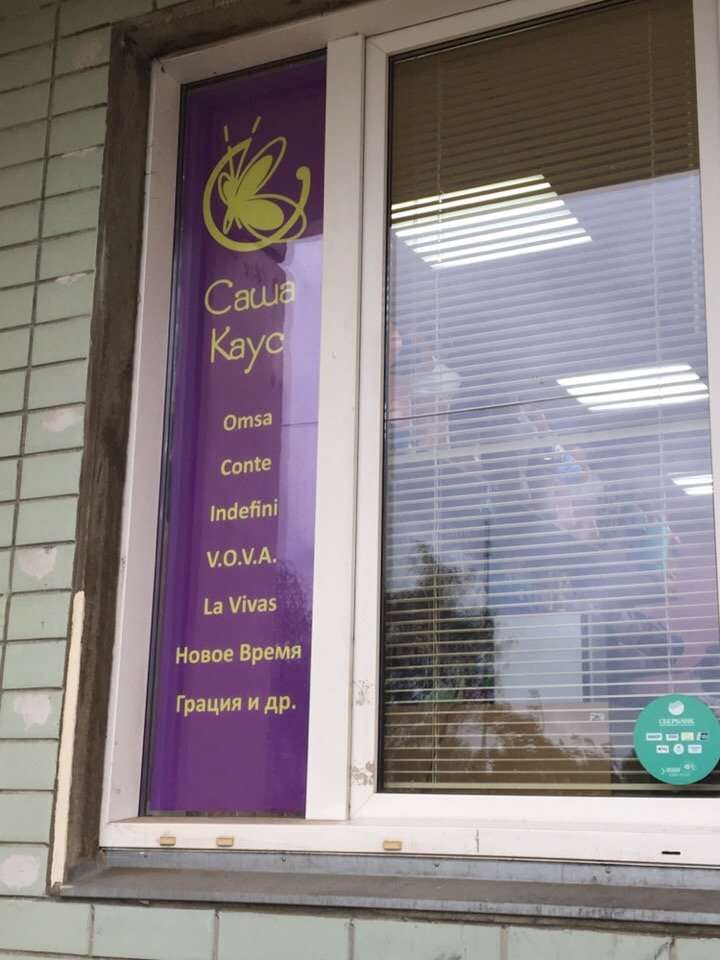 Саша
Каус
Omsa
Conte
Indefini
V.O.V.A.
La Vivas
Новое Время
Грация и др.
СБЕРБАНК